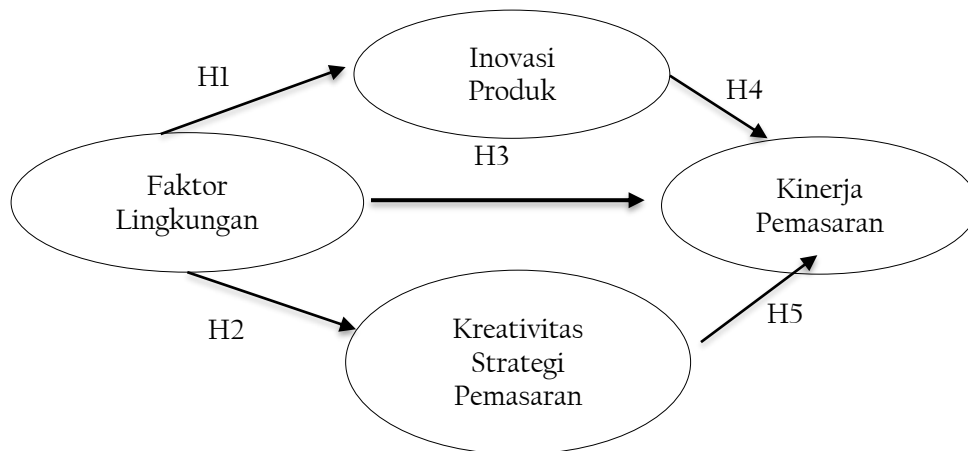 Inovasi
Produk
H1
H4
H3
Faktor
Lingkungan
Kinerja
Pemasaran
H2
H5
Kreativitas
Strategi
Pemasaran